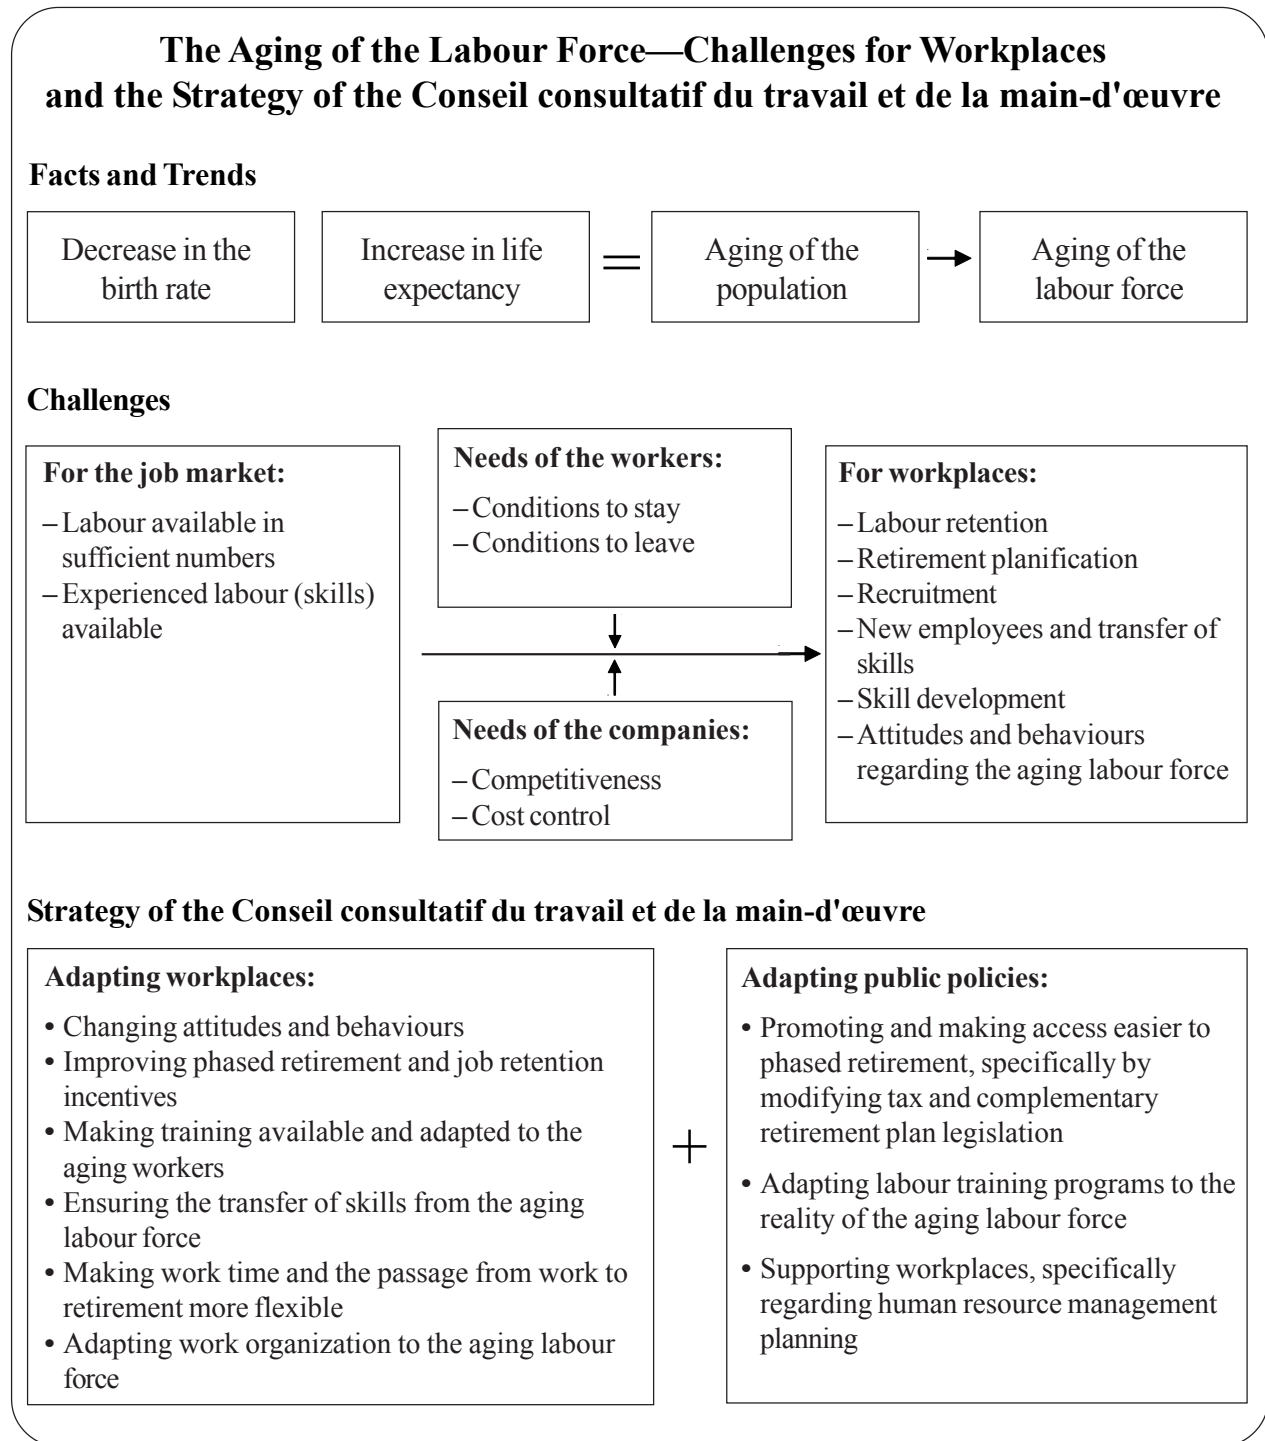 The Aging of the Labour Force—Challenges for Workplaces
and the Strategy of the Conseil consultatif du travail et de la main-d'œuvre
Facts and Trends
Decrease in the
birth rate
Increase in life
expectancy
=
Aging of the
population
Aging of the
labour force
Challenges
For the job market:
– Labour available in
sufficient numbers
– Experienced labour (skills)
available
Needs of the workers:
– Conditions to stay
– Conditions to leave
Needs of the companies:
– Competitiveness
– Cost control
For workplaces:
– Labour retention
– Retirement planification
– Recruitment
– New employees and transfer of
skills
– Skill development
– Attitudes and behaviours
regarding the aging labour force
Strategy of the Conseil consultatif du travail et de la main-d'œuvre
Adapting workplaces:
• Changing attitudes and behaviours
• Improving phased retirement and job retention
incentives
• Making training available and adapted to the
aging workers
• Ensuring the transfer of skills from the aging
labour force
• Making work time and the passage from work to
retirement more flexible
• Adapting work organization to the aging labour
force
+
Adapting public policies:
• Promoting and making access easier to
phased retirement, specifically by
modifying tax and complementary
retirement plan legislation
• Adapting labour training programs to the
reality of the aging labour force
• Supporting workplaces, specifically
regarding human resource management
planning